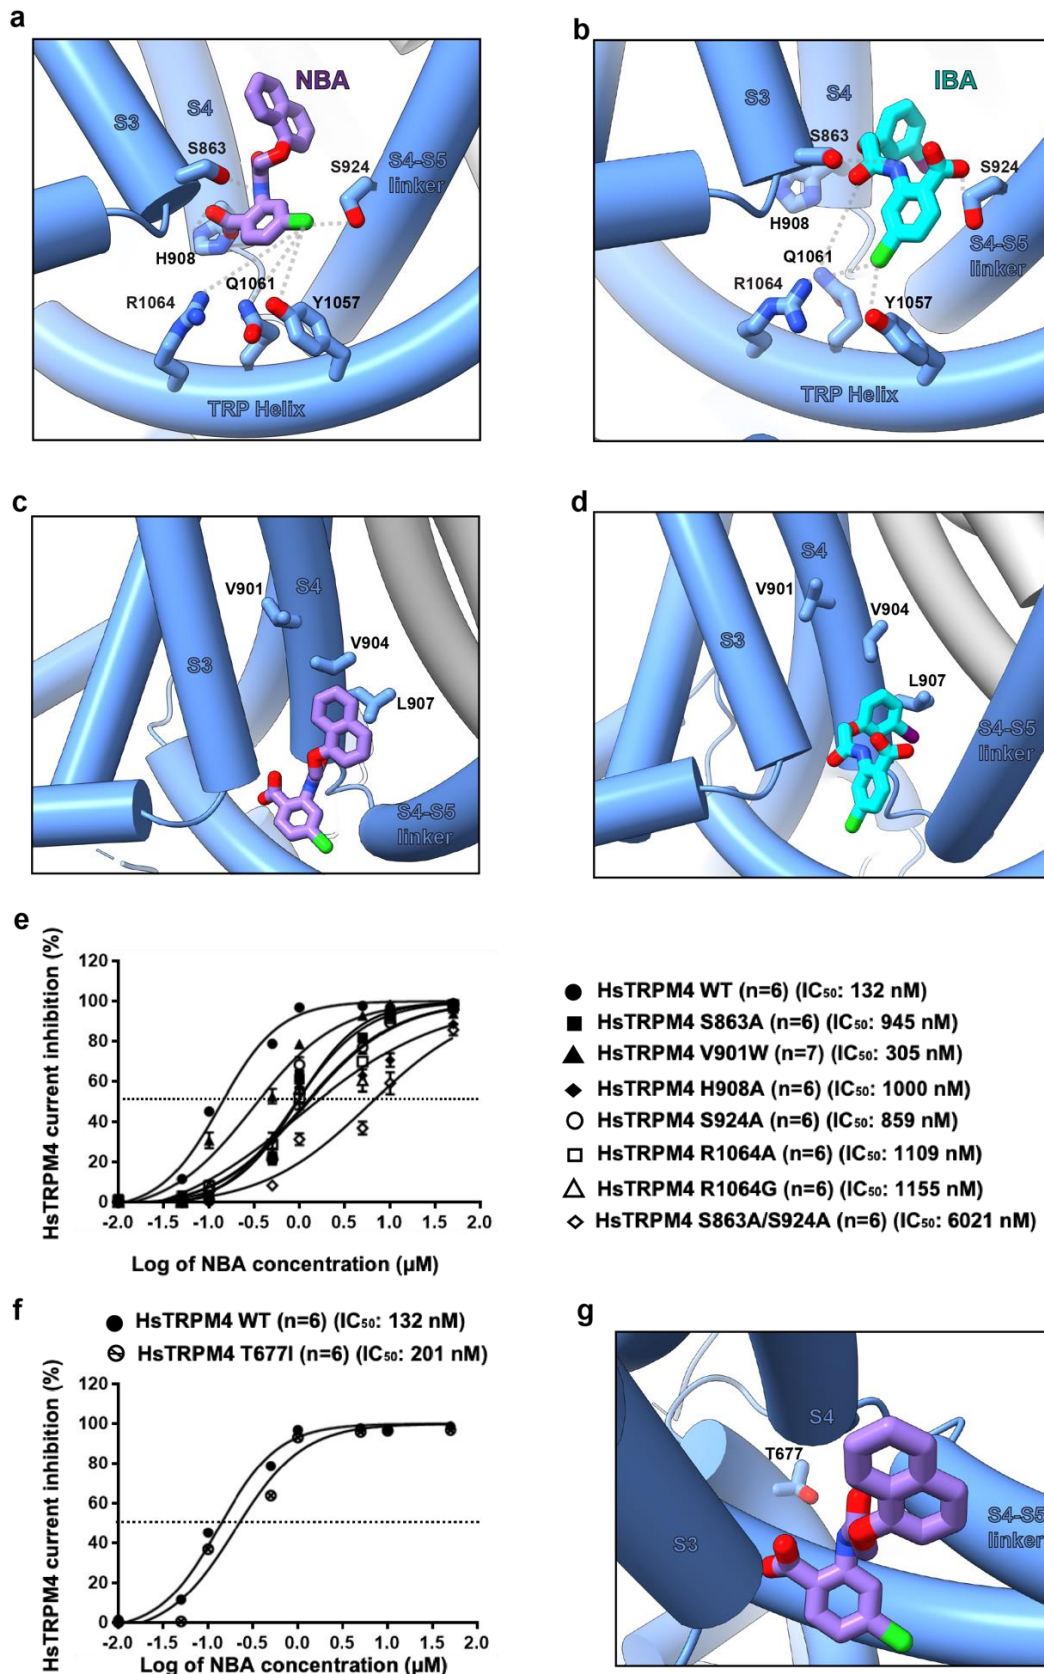 a
NBA
S4
S3
S863
S924
S4-S5
linker
H908
Q1061
R1064
Y1057
TRP Helix
b
IBA
S4
S3
S863
S924
H908
S4-S5
linker
Q1061
R1064
Y1057
TRP Helix
c
V901
S4
V904
S3
L907
S4-S5
linker
d
S4
V901
V904
S3
L907
S4-S5
linker
e
HsTRPM4 current inhibition (%)
120
100
80
60
40
20
0
-2.0 -1.5 -1.0 -0.5 0.0 0.5 1.0 1.5 2.0
Log of NBA concentration (µM)
HsTRPM4 WT (n=6) (IC₅₀: 132 nM)
HsTRPM4 S863A (n=6) (IC₅₀: 945 nM)
HsTRPM4 V901W (n=7) (IC₅₀: 305 nM)
HsTRPM4 H908A (n=6) (IC₅₀: 1000 nM)
HsTRPM4 S924A (n=6) (IC₅₀: 859 nM)
HsTRPM4 R1064A (n=6) (IC₅₀: 1109 nM)
HsTRPM4 R1064G (n=6) (IC₅₀: 1155 nM)
HsTRPM4 S863A/S924A (n=6) (IC₅₀: 6021 nM)
f
HsTRPM4 WT (n=6) (IC₅₀: 132 nM)
HsTRPM4 T677I (n=6) (IC₅₀: 201 nM)
HsTRPM4 current inhibition (%)
120
100
80
60
40
20
0
-2.0 -1.5 -1.0 -0.5 0.0 0.5 1.0 1.5 2.0
Log of NBA concentration (µM)
g
S4
T677
S3
S4-S5
linker